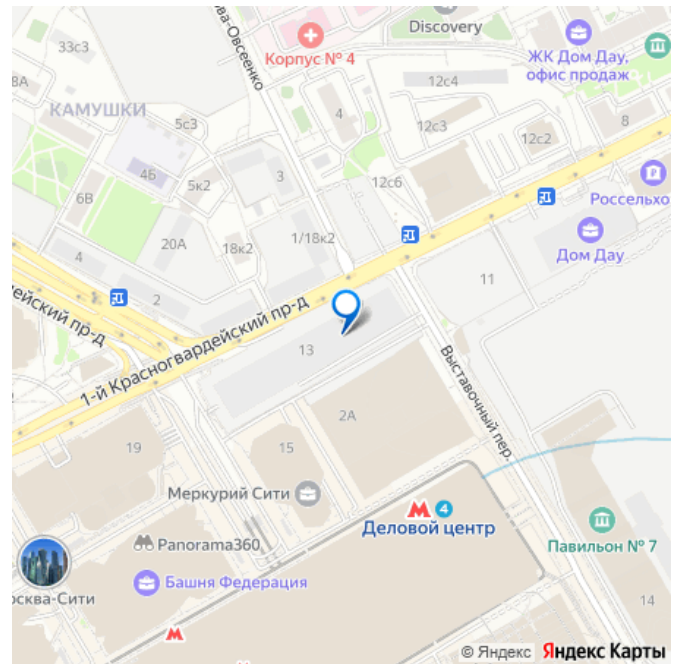 33с3
ова-Овсеенко
Discovery
Корпус № 4
ЖК Дом Дау,
офис продаж
8А
12с4
КАМУШКИ
5с3
4
12с3
12с2
8
4Б
5к2
3
12с6
6В
Россельхо
20А
18к2
1/18к2
Дом Дау
4
2
11
ейский пр-д
1-й Красногвардейский пр-д
13
Выставочный пер.
2А
19
15
Меркурий Сити
4
Деловой центр
Panorama360
Павильон № 7
Башня Федерация
осква-Сити
14
© Яндекс Яндекс Карты